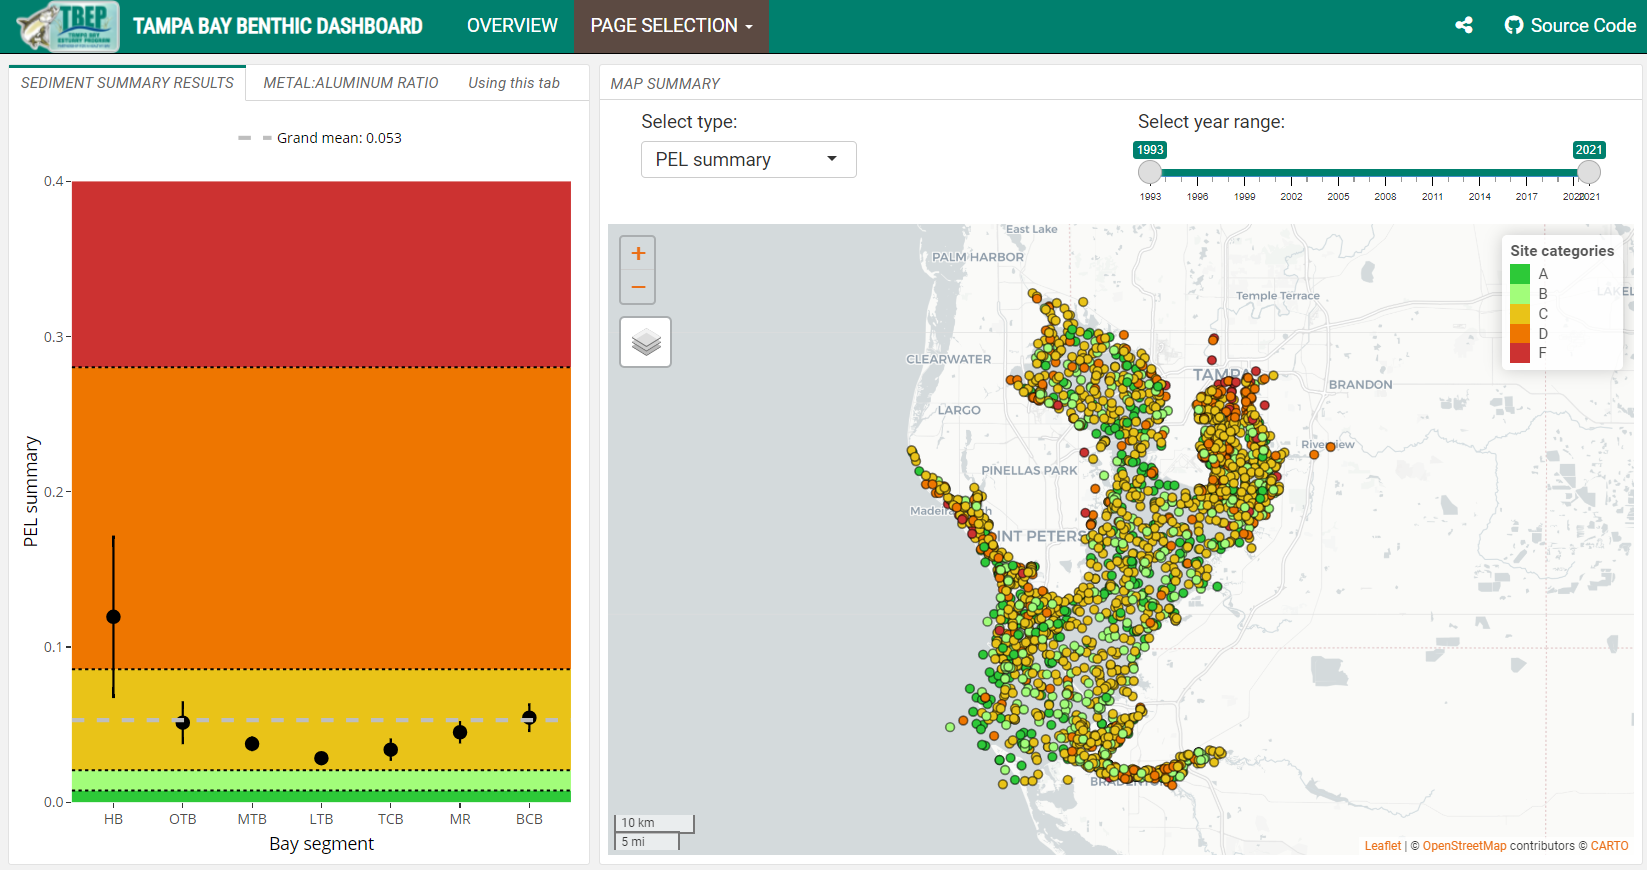 TBEP
TAMPA BAY
ESTUARY PROGRAM
TAMPA BAY BENTHIC DASHBOARD
OVERVIEW
PAGE SELECTION
Source Code
SEDIMENT SUMMARY RESULTS
METAL:ALUMINUM RATIO
Using this tab
Grand mean: 0.053
0.4
0.3
0.2
0.1
0.0
PEL summary
HB
OTB
MTB
LTB
TCB
MR
BCB
Bay segment
MAP SUMMARY
Select type:
PEL summary
Select year range:
1993
2021
1993
1996
1999
2002
2005
2008
2011
2014
2017
2020
2021
+
−
East Lake
PALM HARBOR
Temple Terrace
CLEARWATER
TAMPA
BRANDON
LARGO
Riverview
PINELLAS PARK
INT PETERS
BRADENTON
Site categories
A
B
C
D
F
10 km
5 mi
Leaflet | © OpenStreetMap contributors © CARTO